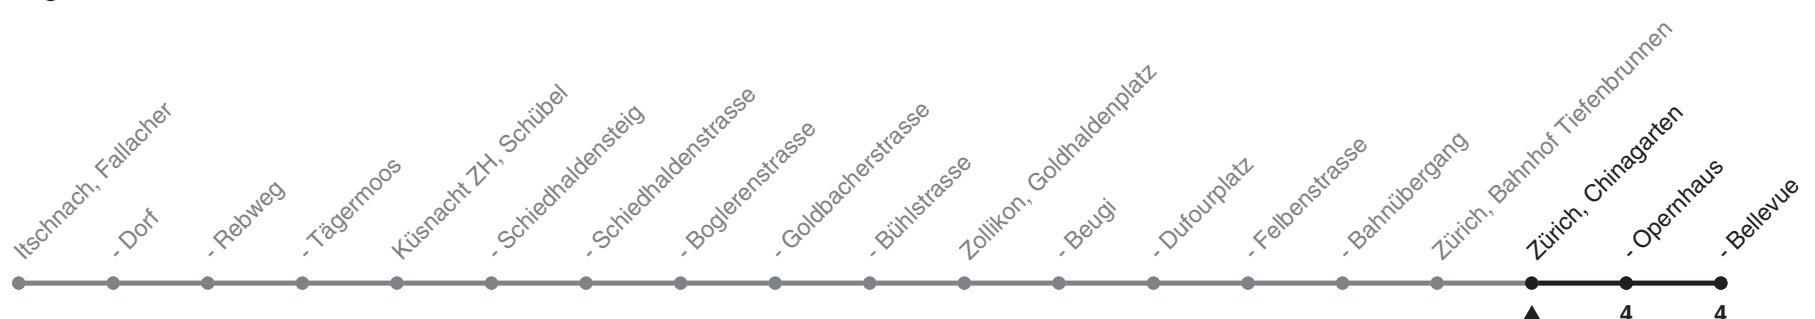 Itschnach, Fallacher
- Dorf
- Rebweg
- Tägermoos
Küsnacht ZH, Schübel
- Schiedhaldensteig
- Schiedhaldenstrasse
- Boglerenstrasse
- Goldbacherstrasse
- Bühlstrasse
Zollikon, Goldhaldenplatz
- Beugi
- Dufourplatz
- Felbenstrasse
- Bahnübergang
Zürich, Bahnhof Tiefenbrunnen
Zürich, Chinagarten
- Opernhaus
- Bellevue
4
4